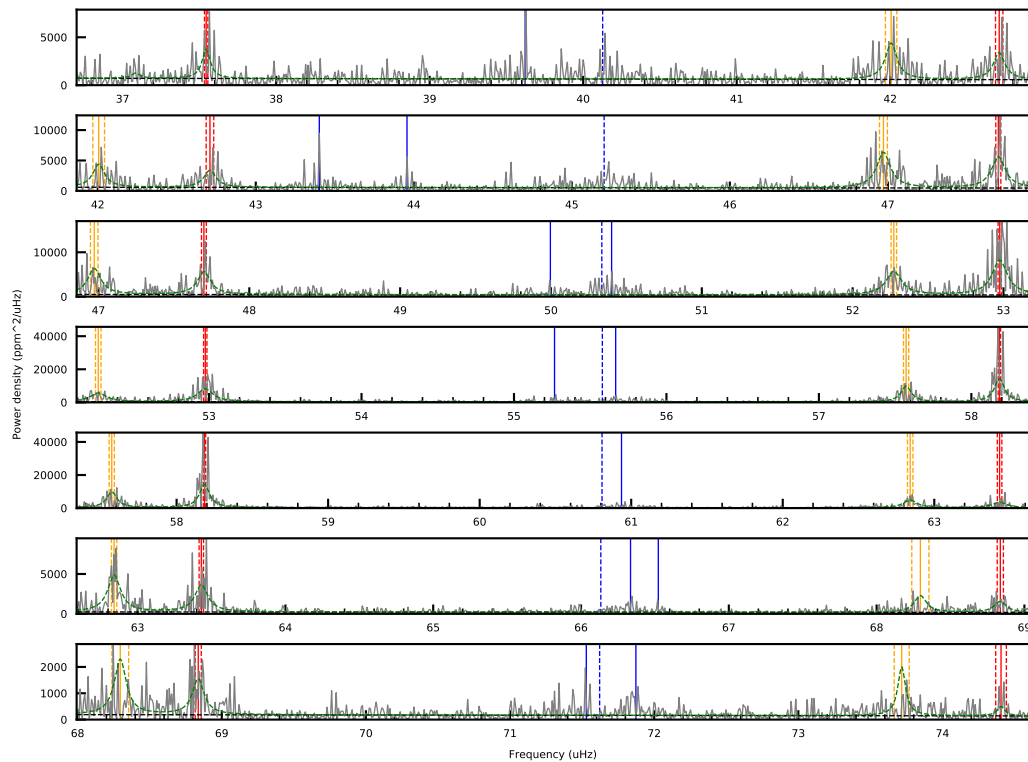 5000
0
37 38 39 40 41 42
10000
5000
0
42 43 44 45 46 47
10000
0
47 48 49 50 51 52 53
40000
20000
0
53 54 55 56 57 58
40000
20000
0
58 59 60 61 62 63
5000
0
63 64 65 66 67 68 69
2000
1000
0
68 69 70 71 72 73 74
Power density (ppm^2/uHz)
Frequency (uHz)